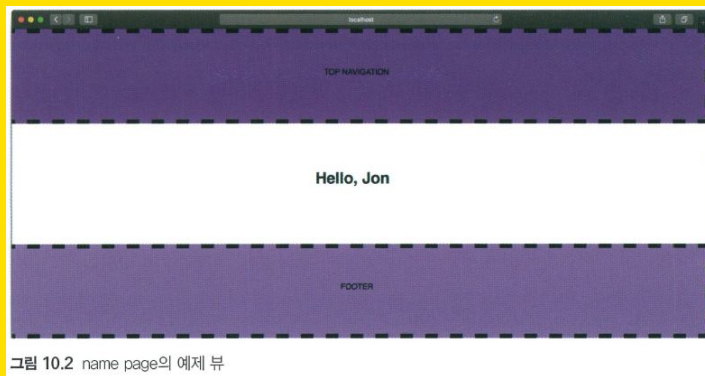 localhost
TOP NAVIGATION
Hello, Jon
FOOTER
그림 10.2 name page의 예제 뷰